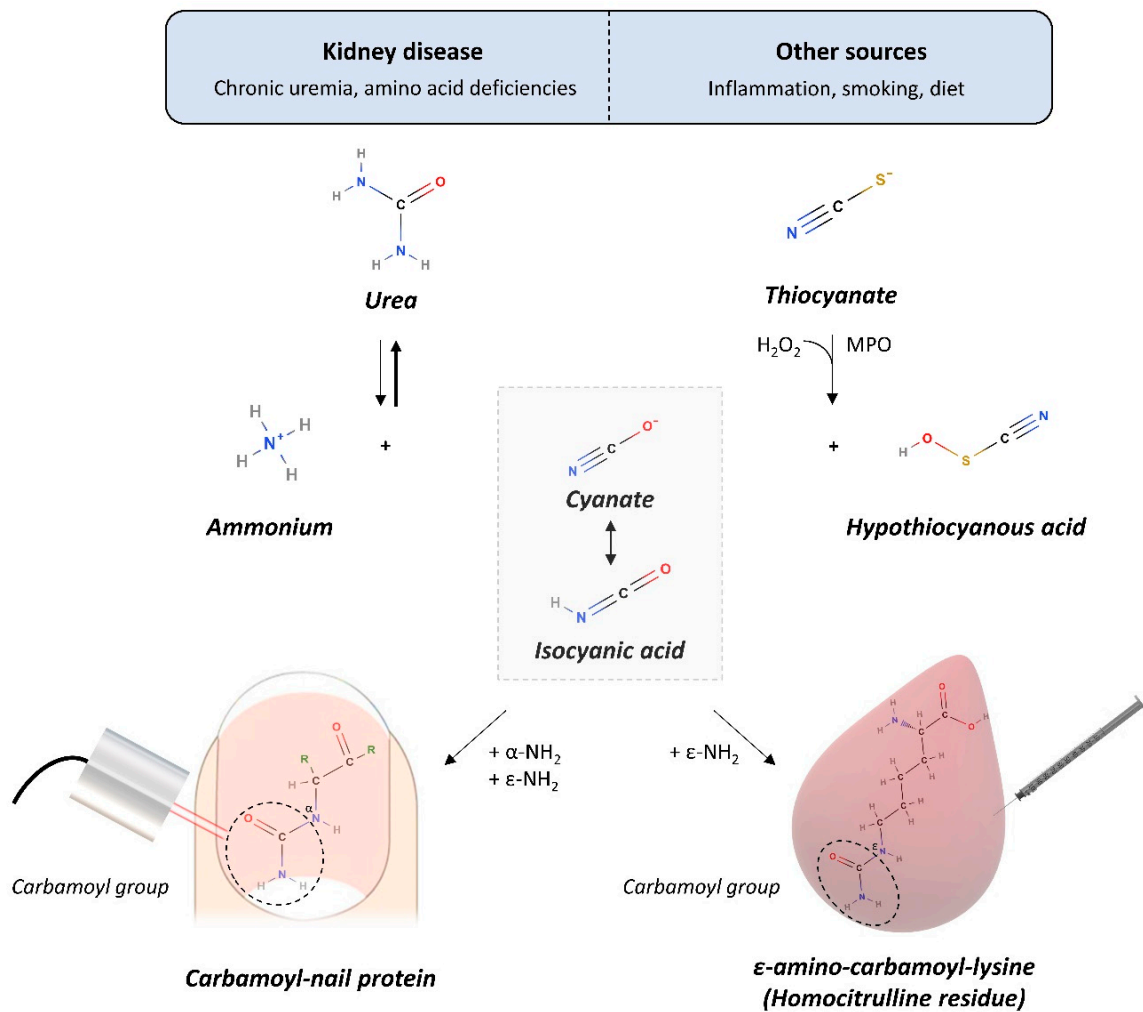 Kidney disease
Chronic uremia, amino acid deficiencies
Other sources
Inflammation, smoking, diet
H
H
N
C
O
N
H
H
Urea
S⁻
C
N
Thiocyanate
H₂O₂
MPO
H
H
N⁺
H
H
+
Ammonium
O⁻
C
N
Cyanate
H
N
C
O
Isocyanic acid
+
H
O
S
C
N
Hypothiocyanous acid
+ α-NH₂
+ ε-NH₂
+ ε-NH₂
O
R
C
R
H
C
α
N
H
O
C
N
H
H
Carbamoyl group
Carbamoyl-nail protein
H
N
H
H
C
C
O
O
H
H
C
H
H
C
H
H
C
H
H
C
H
ε
N
H
O
C
N
H
H
Carbamoyl group
ε-amino-carbamoyl-lysine
(Homocitrulline residue)